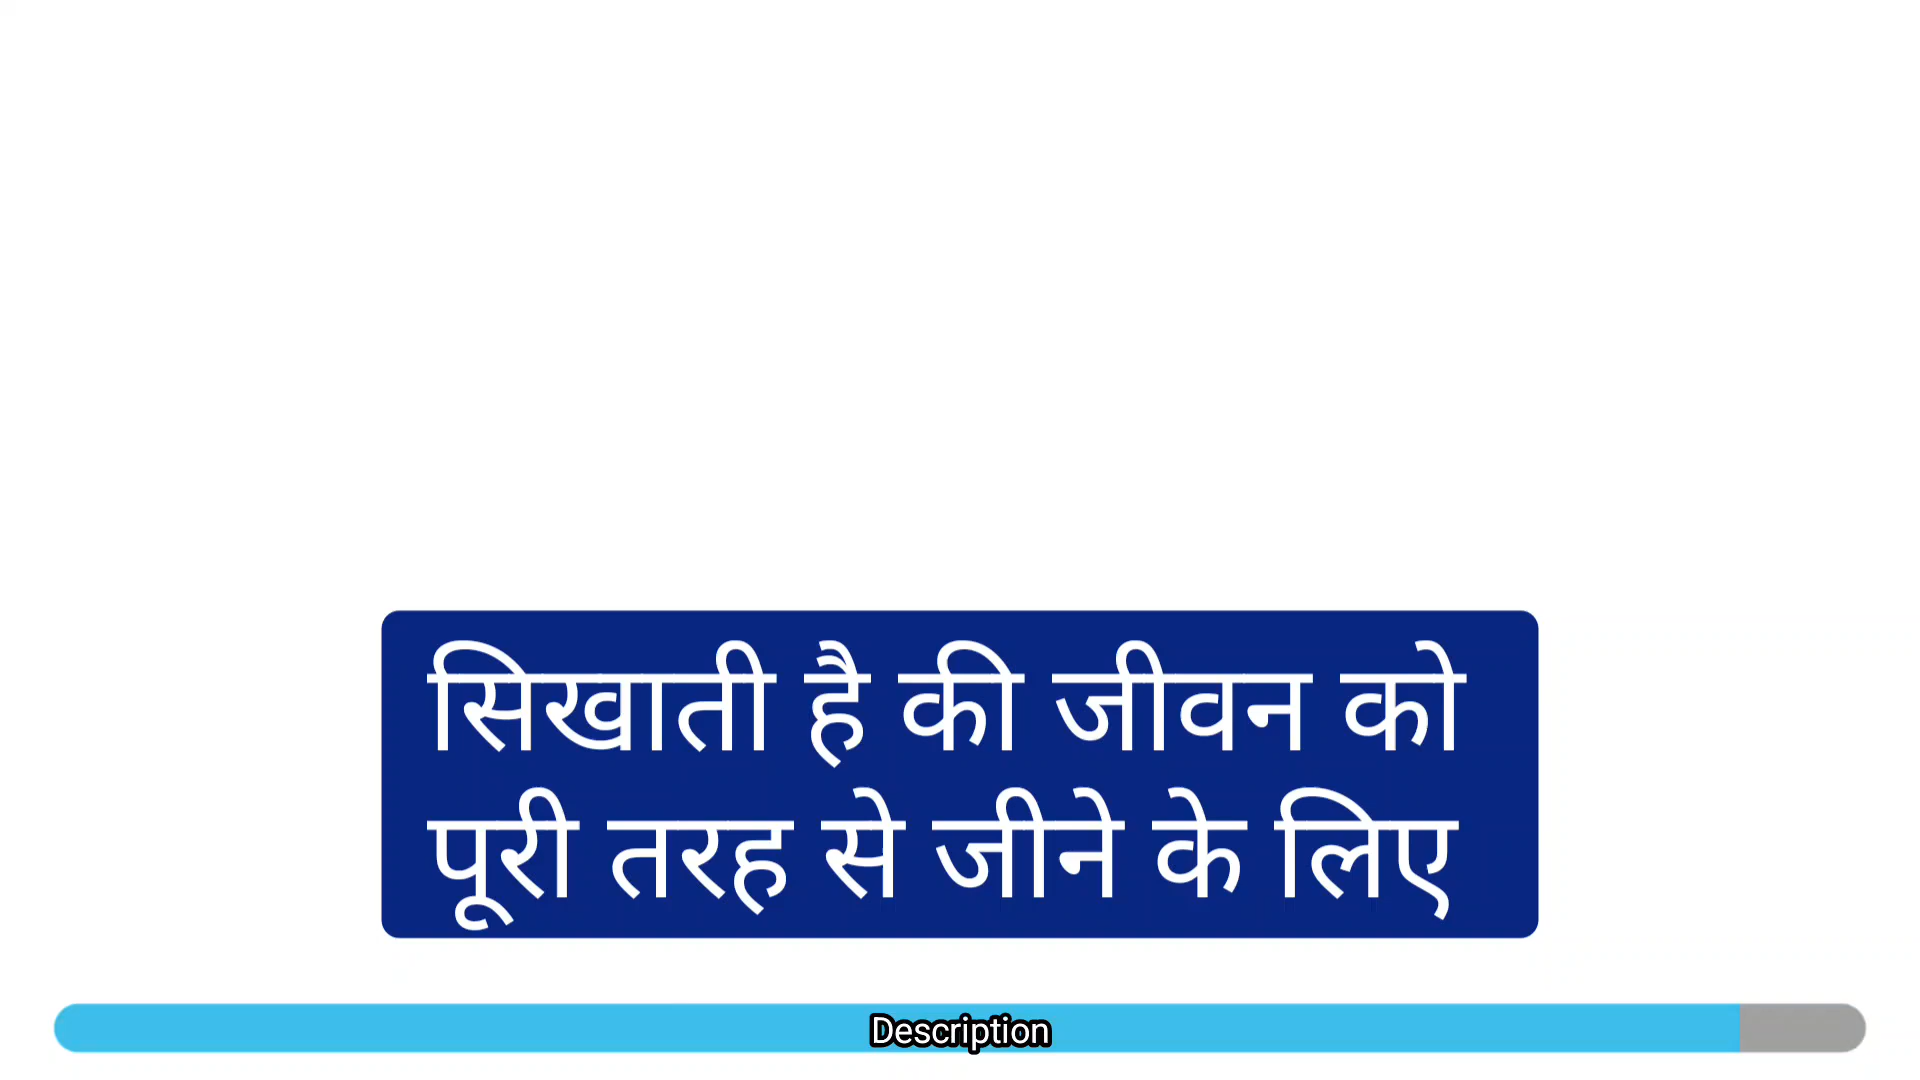 सिखाती है की जीवन को
पूरी तरह से जीने के लिए
Description